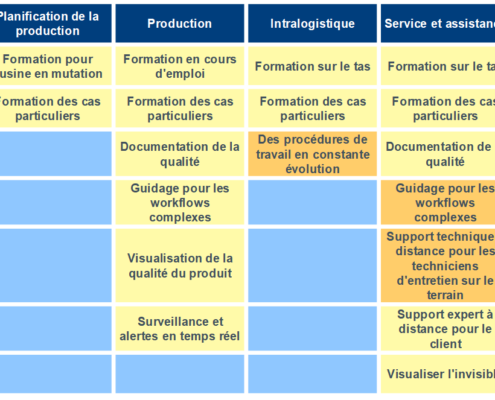 Planification de la
production
Production
Intralogistique
Service et assistance
Formation pour
usine en mutation
Formation en cours
d'emploi
Formation sur le tas
Formation sur le tas
Formation des cas
particuliers
Formation des cas
particuliers
Formation des cas
particuliers
Formation des cas
particuliers
Documentation de la
qualité
Des procédures de
travail en constante
évolution
Documentation de
qualité
Guidage pour les
workflows
complexes
Guidage pour les
workflows
complexes
Visualisation de la
qualité du produit
Support technique
distance pour les
techniciens
d'entretien sur le
terrain
Surveillance et
alertes en temps réel
Support expert à
distance pour le
client
Visualiser l'invisible